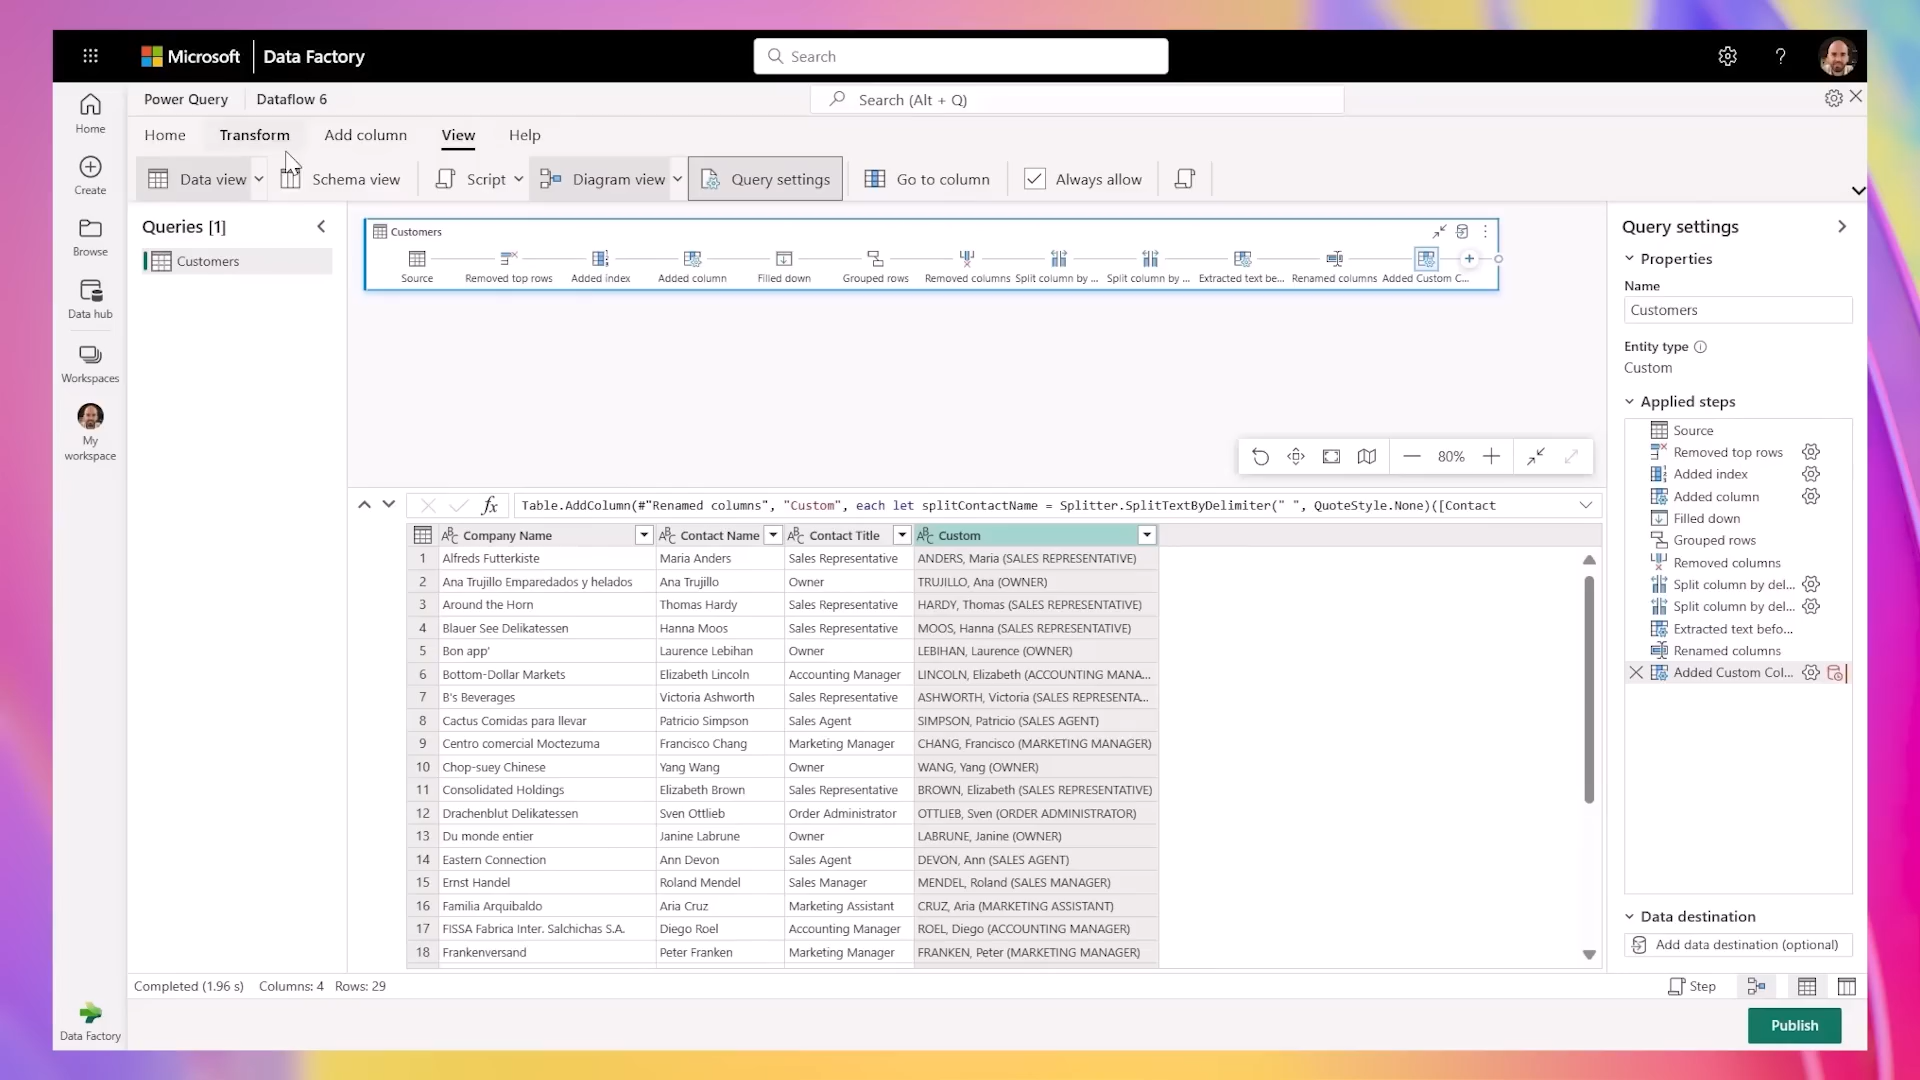 Microsoft Data Factory Search
Power Query Dataflow 6 Search (Alt + Q)
Home Transform Add column View Help
Data view Schema view Script Diagram view Query settings Go to column Always allow
Home
Create
Browse
Data hub
Workspaces
My workspace
Data Factory
Queries [1]
Customers
Customers
Source Removed top rows Added index Added column Filled down Grouped rows Removed columns Split column by ... Split column by ... Extracted text be... Renamed columns Added Custom C...
80%
fx Table.AddColumn(#"Renamed columns", "Custom", each let splitContactName = Splitter.SplitTextByDelimiter(" ", QuoteStyle.None)([Contact
Company Name Contact Name Contact Title Custom
1 Alfreds Futterkiste Maria Anders Sales Representative ANDERS, Maria (SALES REPRESENTATIVE)
2 Ana Trujillo Emparedados y helados Ana Trujillo Owner TRUJILLO, Ana (OWNER)
3 Around the Horn Thomas Hardy Sales Representative HARDY, Thomas (SALES REPRESENTATIVE)
4 Blauer See Delikatessen Hanna Moos Sales Representative MOOS, Hanna (SALES REPRESENTATIVE)
5 Bon app' Laurence Lebihan Owner LEBIHAN, Laurence (OWNER)
6 Bottom-Dollar Markets Elizabeth Lincoln Accounting Manager LINCOLN, Elizabeth (ACCOUNTING MANA...
7 B's Beverages Victoria Ashworth Sales Representative ASHWORTH, Victoria (SALES REPRESENTA...
8 Cactus Comidas para llevar Patricio Simpson Sales Agent SIMPSON, Patricio (SALES AGENT)
9 Centro comercial Moctezuma Francisco Chang Marketing Manager CHANG, Francisco (MARKETING MANAGER)
10 Chop-suey Chinese Yang Wang Owner WANG, Yang (OWNER)
11 Consolidated Holdings Elizabeth Brown Sales Representative BROWN, Elizabeth (SALES REPRESENTATIVE)
12 Drachenblut Delikatessen Sven Ottlieb Order Administrator OTTLIEB, Sven (ORDER ADMINISTRATOR)
13 Du monde entier Janine Labrune Owner LABRUNE, Janine (OWNER)
14 Eastern Connection Ann Devon Sales Agent DEVON, Ann (SALES AGENT)
15 Ernst Handel Roland Mendel Sales Manager MENDEL, Roland (SALES MANAGER)
16 Familia Arquibaldo Aria Cruz Marketing Assistant CRUZ, Aria (MARKETING ASSISTANT)
17 FISSA Fabrica Inter. Salchichas S.A. Diego Roel Accounting Manager ROEL, Diego (ACCOUNTING MANAGER)
18 Frankenversand Peter Franken Marketing Manager FRANKEN, Peter (MARKETING MANAGER)
Query settings
Properties
Name
Customers
Entity type
Custom
Applied steps
Source
Removed top rows
Added index
Added column
Filled down
Grouped rows
Removed columns
Split column by del...
Split column by del...
Extracted text befo...
Renamed columns
Added Custom Col...
Data destination
Add data destination (optional)
Completed (1.96 s) Columns: 4 Rows: 29 Step
Publish